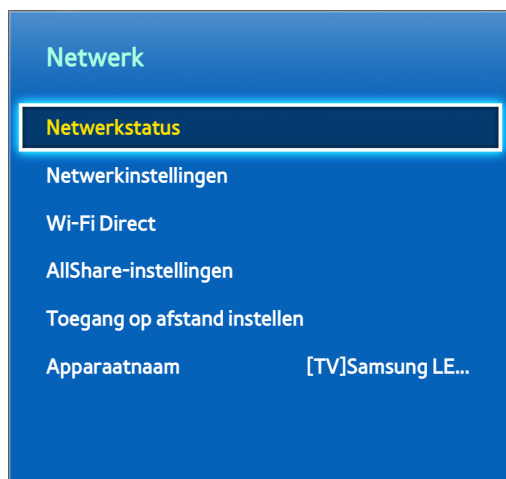 Netwerk
Netwerkstatus
Netwerkinstellingen
Wi-Fi Direct
AllShare-instellingen
Toegang op afstand instellen
Apparaatnaam [TV]Samsung LE...